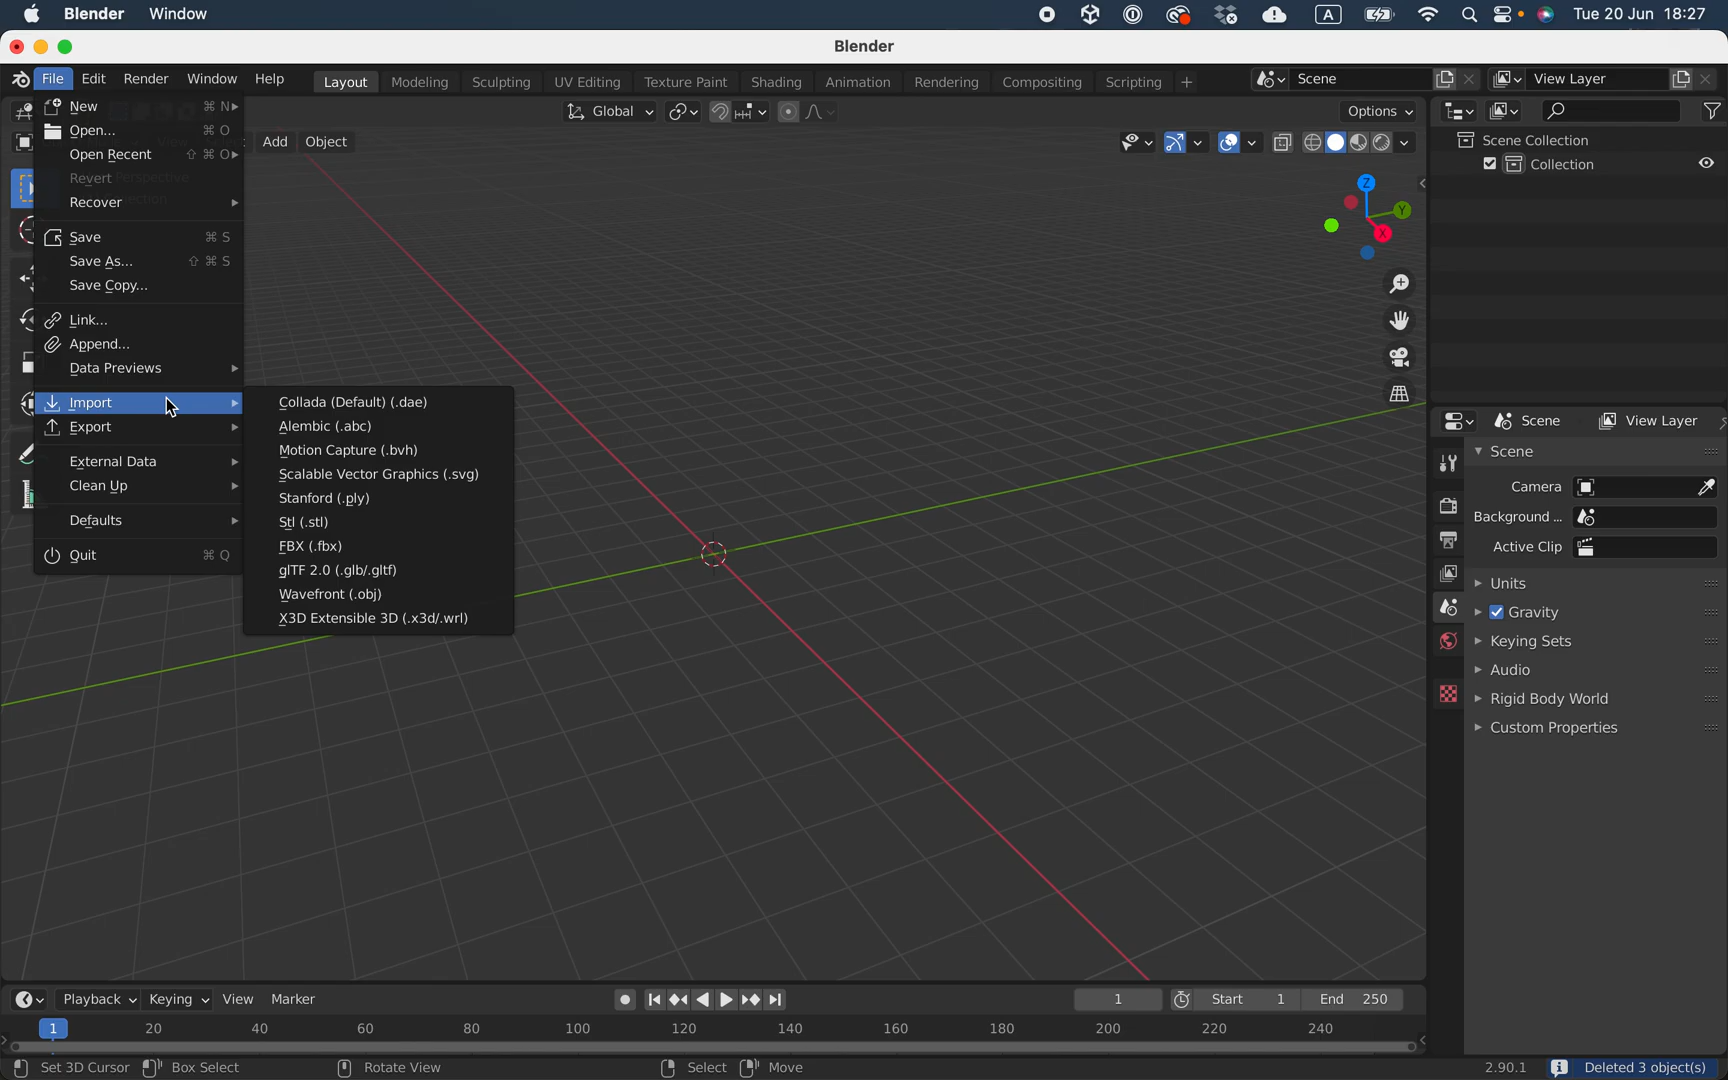 Blender Window A Tue 20 Jun 18:27
Blender
File Edit Render Window Help Layout Modeling Sculpting UV Editing Texture Paint Shading Animation Rendering Compositing Scripting + Scene View Layer
Global Options
Add Object
New ⌘ N
Open... ⌘ O
Open Recent ⇧ ⌘ O
Revert
Recover
Save ⌘ S
Save As... ⇧ ⌘ S
Save Copy...
Link...
Append...
Data Previews
Import
Export
External Data
Clean Up
Defaults
Quit ⌘ Q
Collada (Default) (.dae)
Alembic (.abc)
Motion Capture (.bvh)
Scalable Vector Graphics (.svg)
Stanford (.ply)
Stl (.stl)
FBX (.fbx)
glTF 2.0 (.glb/.gltf)
Wavefront (.obj)
X3D Extensible 3D (.x3d/.wrl)
Z
Y
X
Scene Collection
Collection
Scene View Layer
Scene
Camera
Background ...
Active Clip
Units
Gravity
Keying Sets
Audio
Rigid Body World
Custom Properties
Playback Keying View Marker 1 Start 1 End 250
1 20 40 60 80 100 120 140 160 180 200 220 240
Set 3D Cursor Box Select Rotate View Select Move 2.90.1 Deleted 3 object(s)